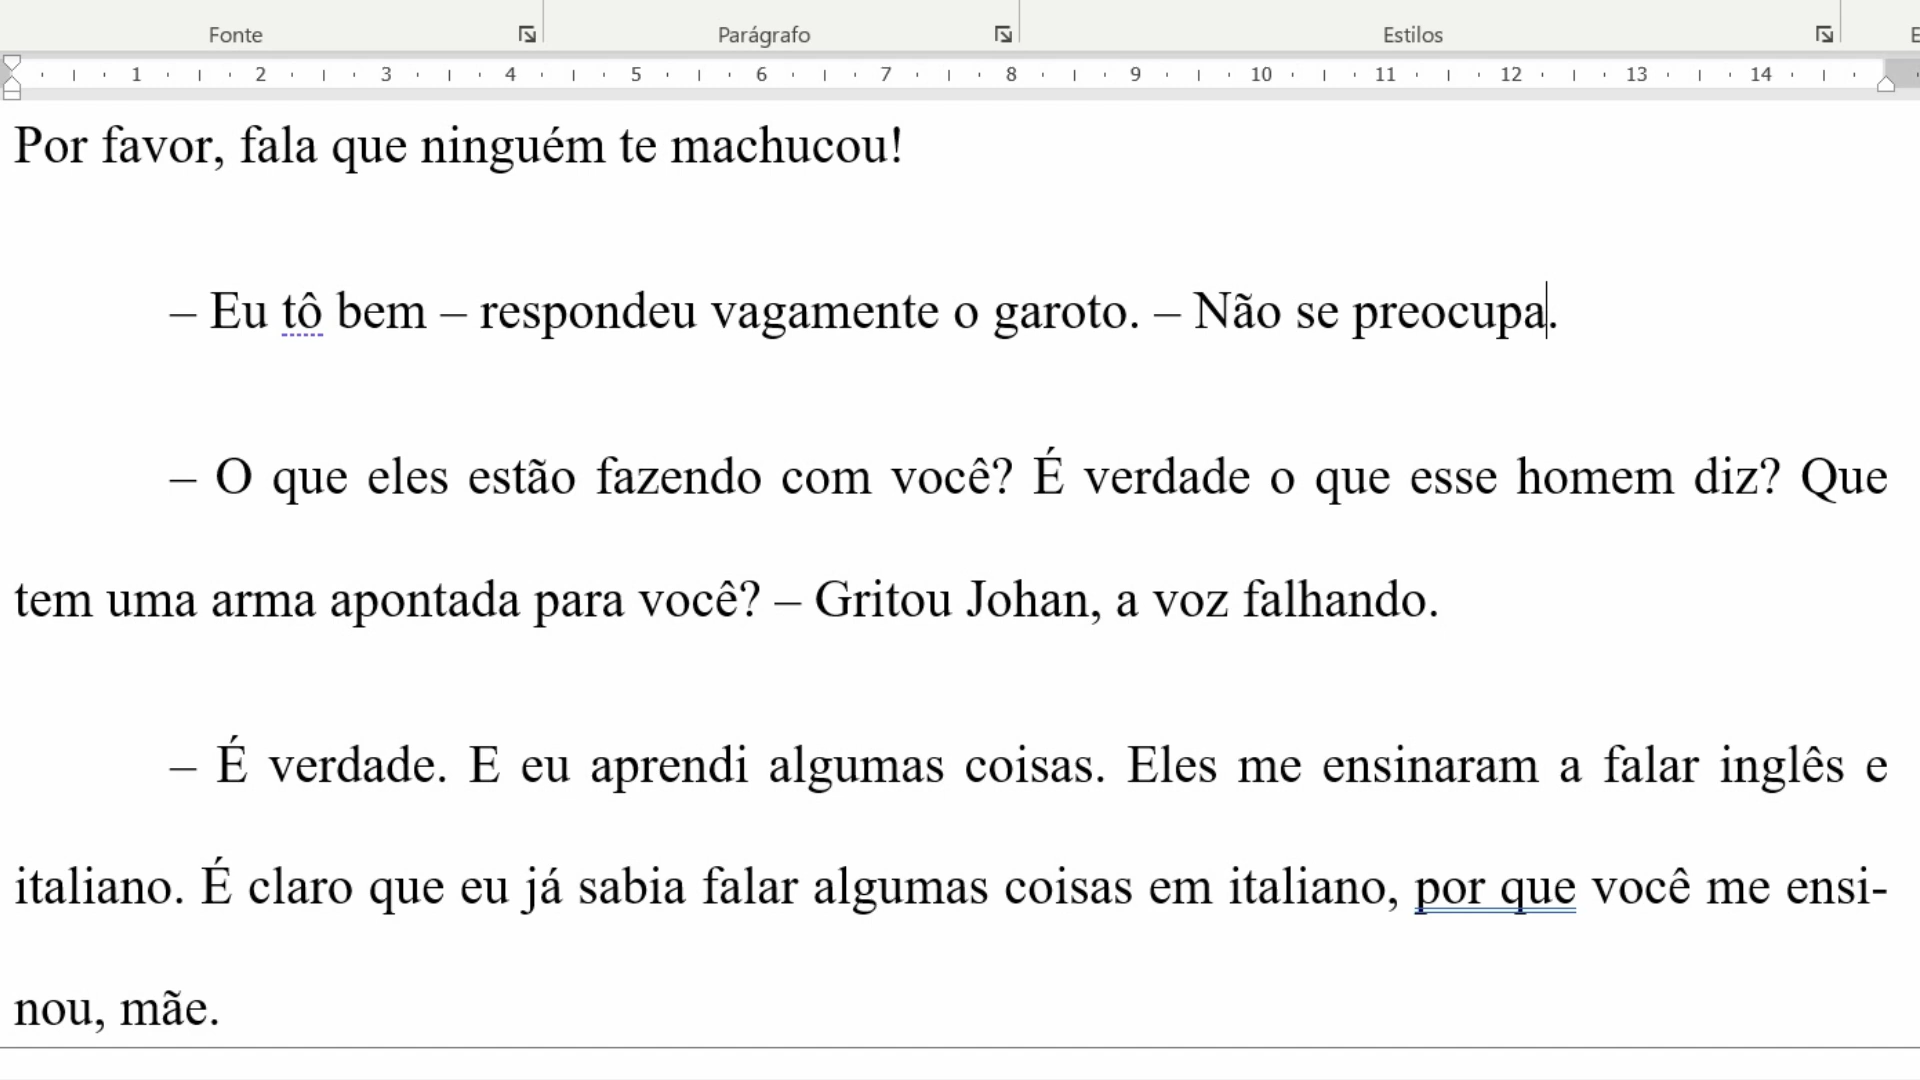 Fonte Parágrafo Estilos E
1 2 3 4 5 6 7 8 9 10 11 12 13 14
Por favor, fala que ninguém te machucou!
– Eu tô bem – respondeu vagamente o garoto. – Não se preocupa.
– O que eles estão fazendo com você? É verdade o que esse homem diz? Que
tem uma arma apontada para você? – Gritou Johan, a voz falhando.
– É verdade. E eu aprendi algumas coisas. Eles me ensinaram a falar inglês e
italiano. É claro que eu já sabia falar algumas coisas em italiano, por que você me ensi-
nou, mãe.